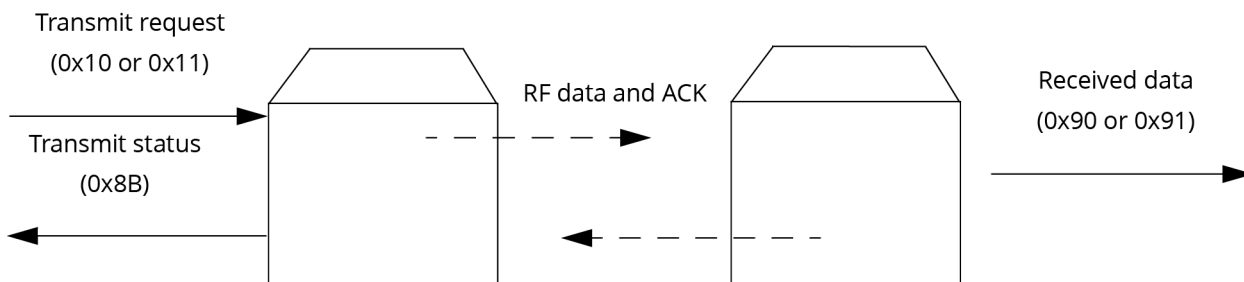 Transmit request
(0x10 or 0x11)
Transmit status
(0x8B)
RF data and ACK
Received data
(0x90 or 0x91)